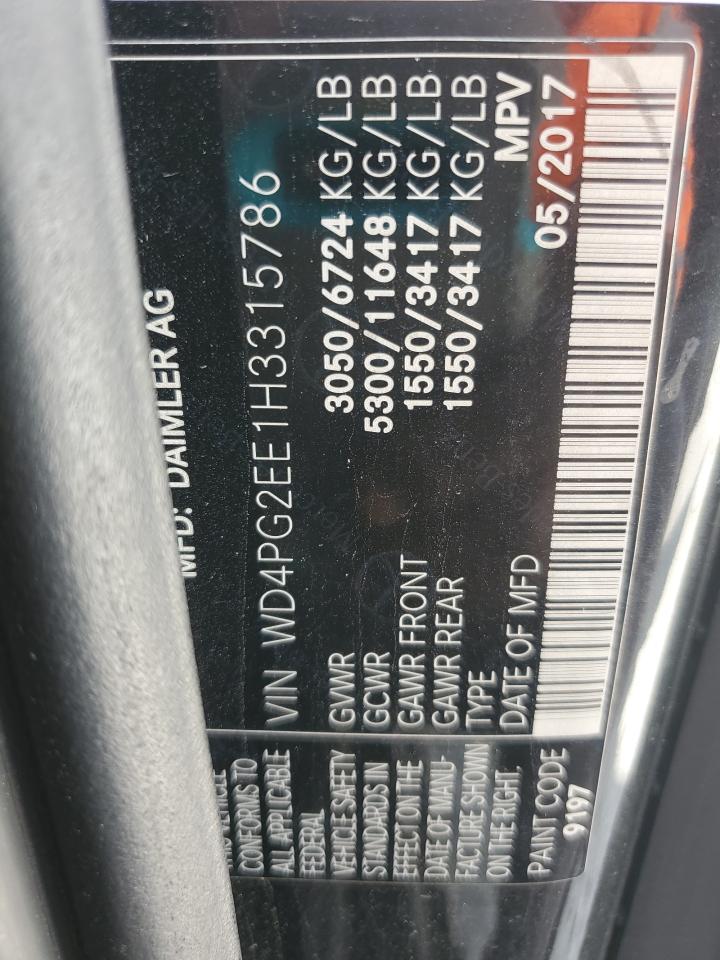 MFD: DAIMLER AG
VIN WD4PG2EE1H3315786
GVWR 3050/6724 KG/LB
GCWR 5300/11648 KG/LB
GAWR FRONT 1550/3417 KG/LB
GAWR REAR 1550/3417 KG/LB
TYPE MPV
DATE OF MFD 05/2017
CONFORMS TO
ALL APPLICABLE
FEDERAL
VEHICLE SAFETY
STANDARDS IN
EFFECT ON THE
DATE OF MANU-
FACTURE SHOWN
ON THE RIGHT.
PAINT CODE
9197